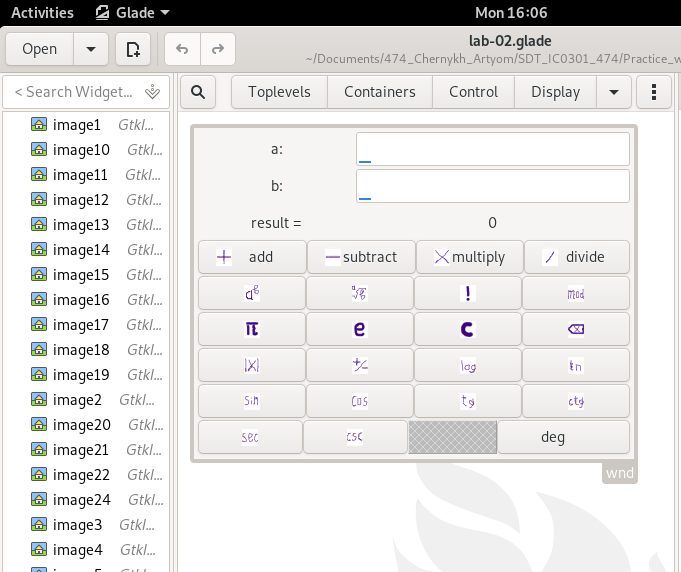 Activities Glade Mon 16:06
Open lab-02.glade
~/Documents/474_Chernykh_Artyom/SDT_IC0301_474/Practice_w
< Search Widget... Toplevels Containers Control Display
image1 GtkI...
image10 GtkI...
image11 GtkI...
image12 GtkI...
image13 GtkI...
image14 GtkI...
image15 GtkI...
image16 GtkI...
image17 GtkI...
image18 GtkI...
image19 GtkI...
image2 GtkI...
image20 GtkI...
image21 GtkI...
image22 GtkI...
image24 GtkI...
image3 GtkI...
image4 GtkI...
a:
b:
result = 0
+ add — subtract X multiply / divide
a^b ! mod
π e C
|X| +/- log ln
sin cos tg ctg
sec csc deg
wnd